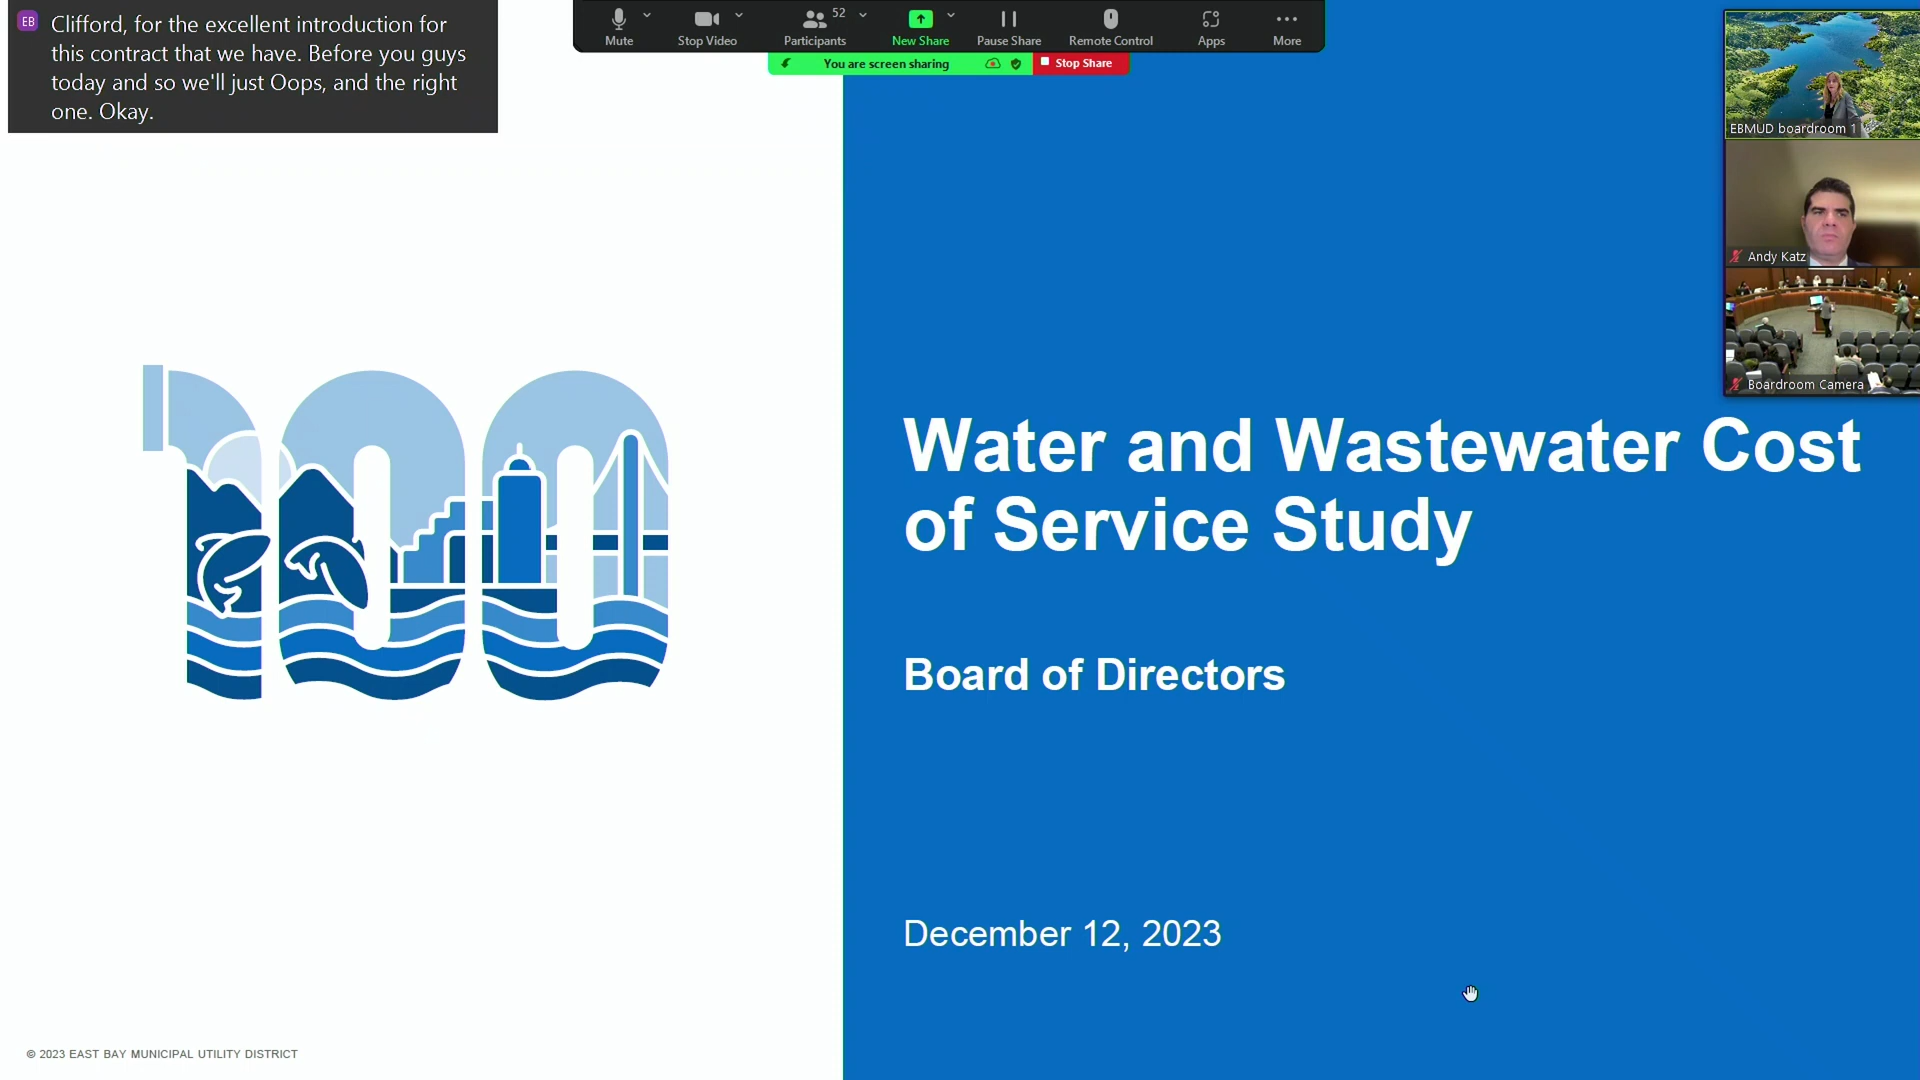 EB
Clifford, for the excellent introduction for
this contract that we have. Before you guys
today and so we'll just Oops, and the right
one. Okay.
Mute
Stop Video
52
Participants
New Share
Pause Share
Remote Control
Apps
More
You are screen sharing
Stop Share
EBMUD boardroom 1
Andy Katz
Boardroom Camera
100
Water and Wastewater Cost
of Service Study
Board of Directors
December 12, 2023
© 2023 EAST BAY MUNICIPAL UTILITY DISTRICT